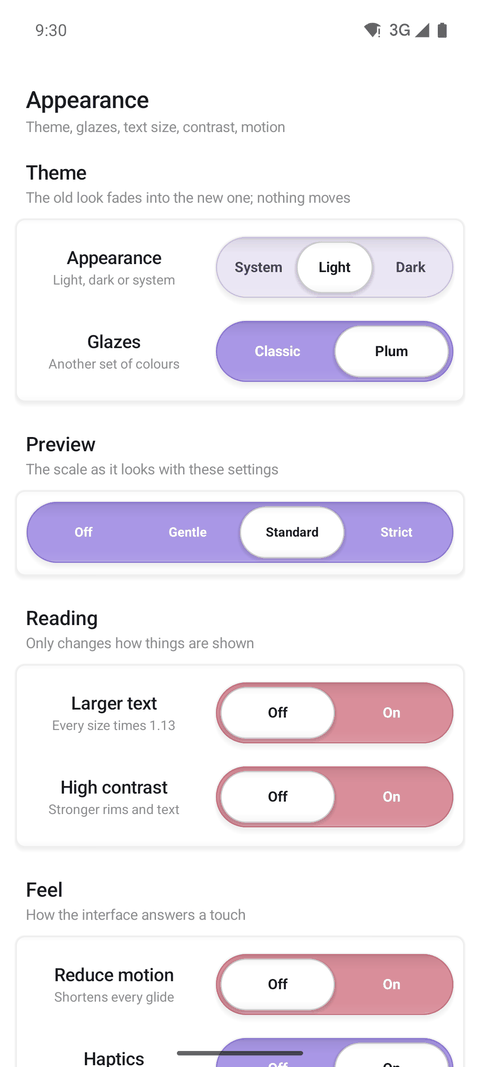 9:30
3G
Appearance
Theme, glazes, text size, contrast, motion
Theme
The old look fades into the new one; nothing moves
Appearance
Light, dark or system
System
Light
Dark
Glazes
Another set of colours
Classic
Plum
Preview
The scale as it looks with these settings
Off
Gentle
Standard
Strict
Reading
Only changes how things are shown
Larger text
Every size times 1.13
Off
On
High contrast
Stronger rims and text
Off
On
Feel
How the interface answers a touch
Reduce motion
Shortens every glide
Off
On
Haptics
Off
On